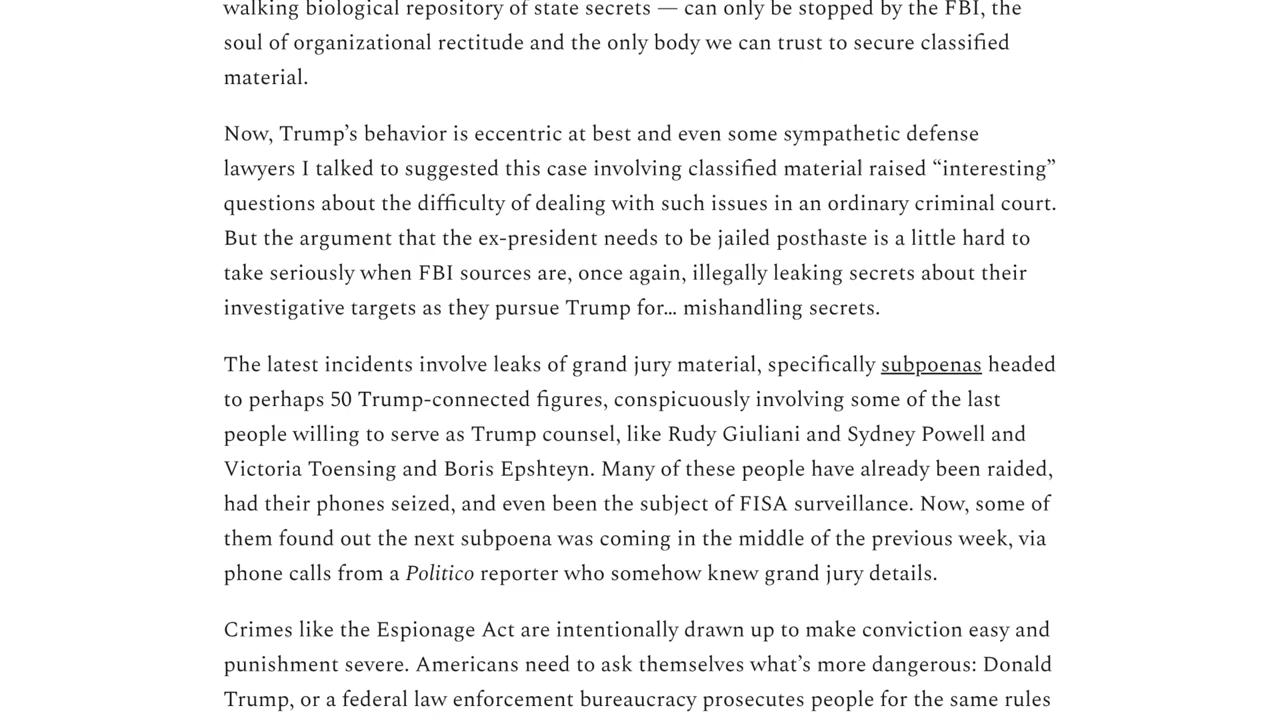 walking biological repository of state secrets — can only be stopped by the FBI, the
soul of organizational rectitude and the only body we can trust to secure classified
material.
Now, Trump’s behavior is eccentric at best and even some sympathetic defense
lawyers I talked to suggested this case involving classified material raised “interesting”
questions about the difficulty of dealing with such issues in an ordinary criminal court.
But the argument that the ex-president needs to be jailed posthaste is a little hard to
take seriously when FBI sources are, once again, illegally leaking secrets about their
investigative targets as they pursue Trump for… mishandling secrets.
The latest incidents involve leaks of grand jury material, specifically subpoenas headed
to perhaps 50 Trump-connected figures, conspicuously involving some of the last
people willing to serve as Trump counsel, like Rudy Giuliani and Sydney Powell and
Victoria Toensing and Boris Epshteyn. Many of these people have already been raided,
had their phones seized, and even been the subject of FISA surveillance. Now, some of
them found out the next subpoena was coming in the middle of the previous week, via
phone calls from a Politico reporter who somehow knew grand jury details.
Crimes like the Espionage Act are intentionally drawn up to make conviction easy and
punishment severe. Americans need to ask themselves what’s more dangerous: Donald
Trump, or a federal law enforcement bureaucracy prosecutes people for the same rules